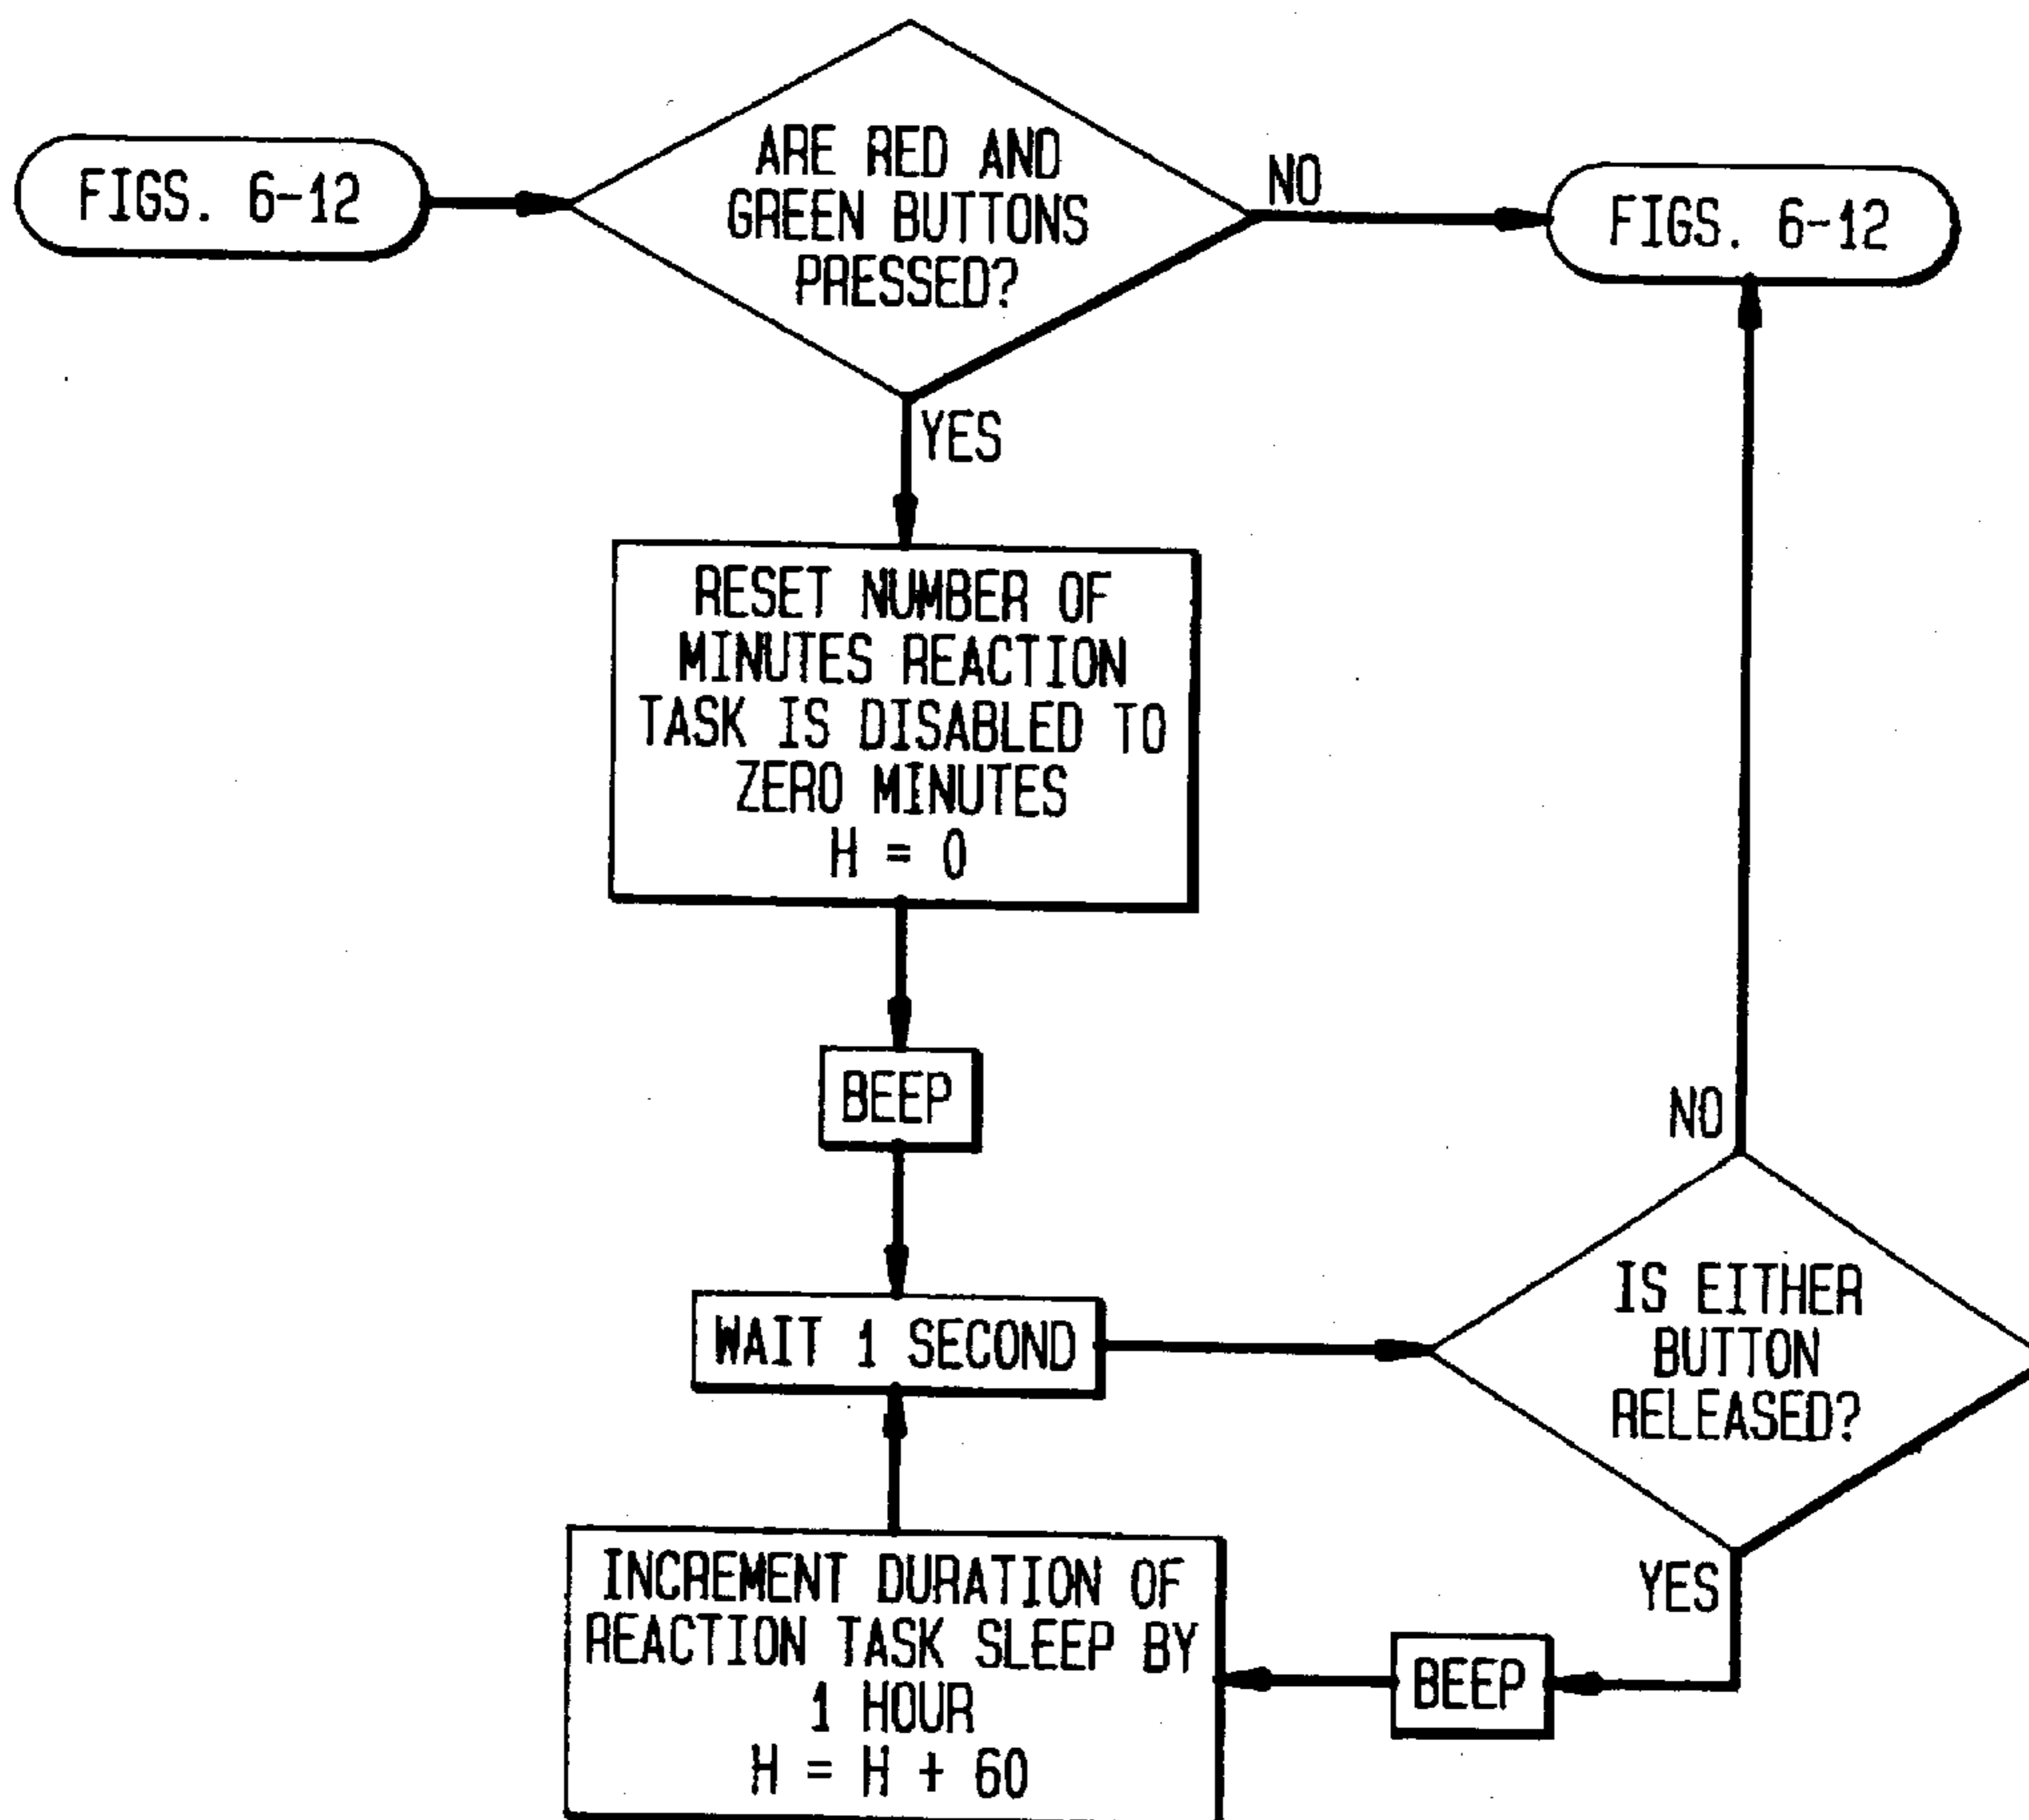 FIGS. 6-12
ARE RED AND
GREEN BUTTONS
PRESSED?
NO
FIGS. 6-12
YES
RESET NUMBER OF
MINUTES REACTION
TASK IS DISABLED TO
ZERO MINUTES
H = 0
BEEP
WAIT 1 SECOND
NO
IS EITHER
BUTTON
RELEASED?
YES
BEEP
INCREMENT DURATION OF
REACTION TASK SLEEP BY
1 HOUR
H = H + 60